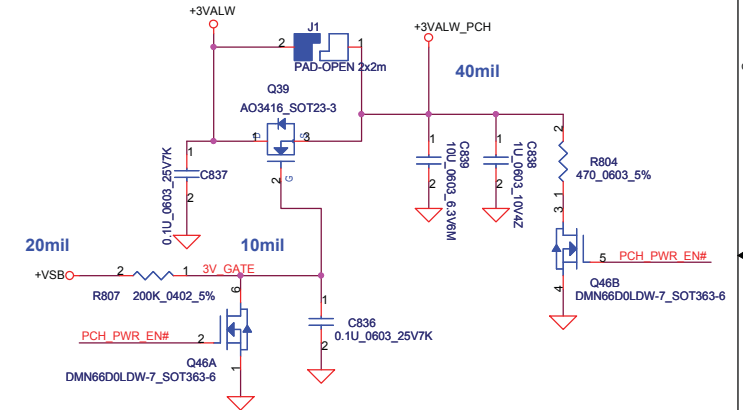 +3VALW
J1
2
1
PAD-OPEN 2x2m
+3VALW_PCH
40mil
Q39
AO3416_SOT23-3
1
D
S
3
2
G
1
C837
2
0.1U_0603_25V7K
1
C839
10U_0603_6.3V6M
2
1
C838
1U_0603_10V4Z
2
2
R804
470_0603_5%
1
3
5
PCH_PWR_EN#
4
Q46B
DMN66D0LDW-7_SOT363-6
20mil
10mil
+VSB
2
1
3V_GATE
R807
200K_0402_5%
6
1
C836
0.1U_0603_25V7K
2
PCH_PWR_EN#
2
Q46A
1
DMN66D0LDW-7_SOT363-6